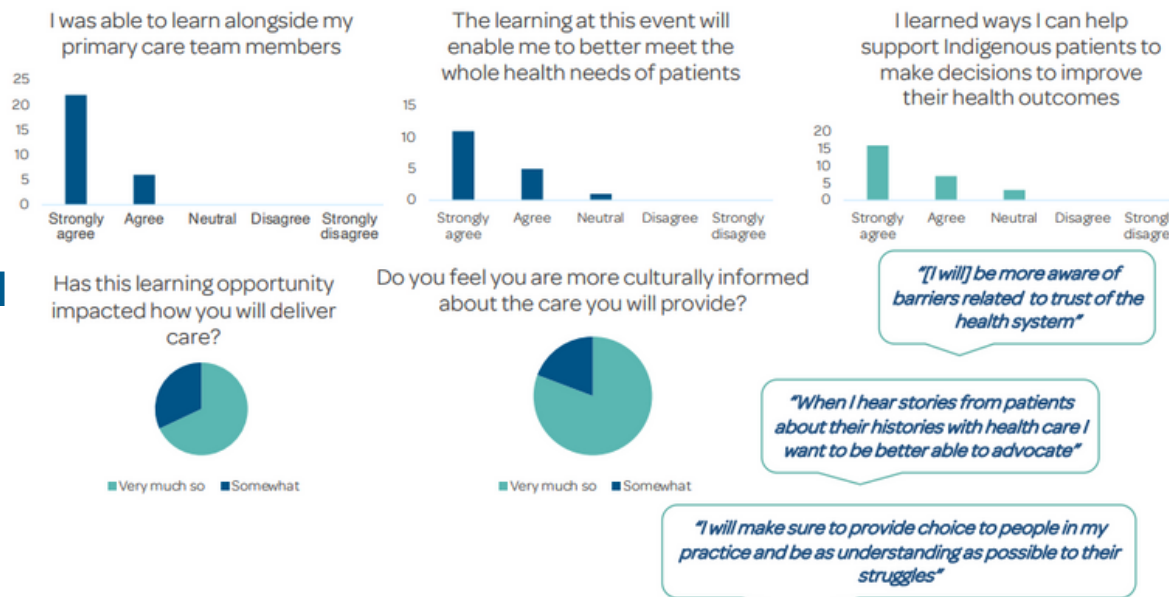 I was able to learn alongside my
primary care team members
25
20
15
10
5
0
Strongly
agree
Agree
Neutral
Disagree
Strongly
disagree
The learning at this event will
enable me to better meet the
whole health needs of patients
15
10
5
0
Strongly
agree
Agree
Neutral
Disagree
Strongly
disagree
I learned ways I can help
support Indigenous patients to
make decisions to improve
their health outcomes
20
15
10
5
0
Strongly
agree
Agree
Neutral
Disagree
Strongly
disagree
Has this learning opportunity
impacted how you will deliver
care?
Very much so
Somewhat
Do you feel you are more culturally informed
about the care you will provide?
Very much so
Somewhat
"[I will] be more aware of
barriers related to trust of the
health system"
"When I hear stories from patients
about their histories with health care I
want to be better able to advocate"
"I will make sure to provide choice to people in my
practice and be as understanding as possible to their
struggles"